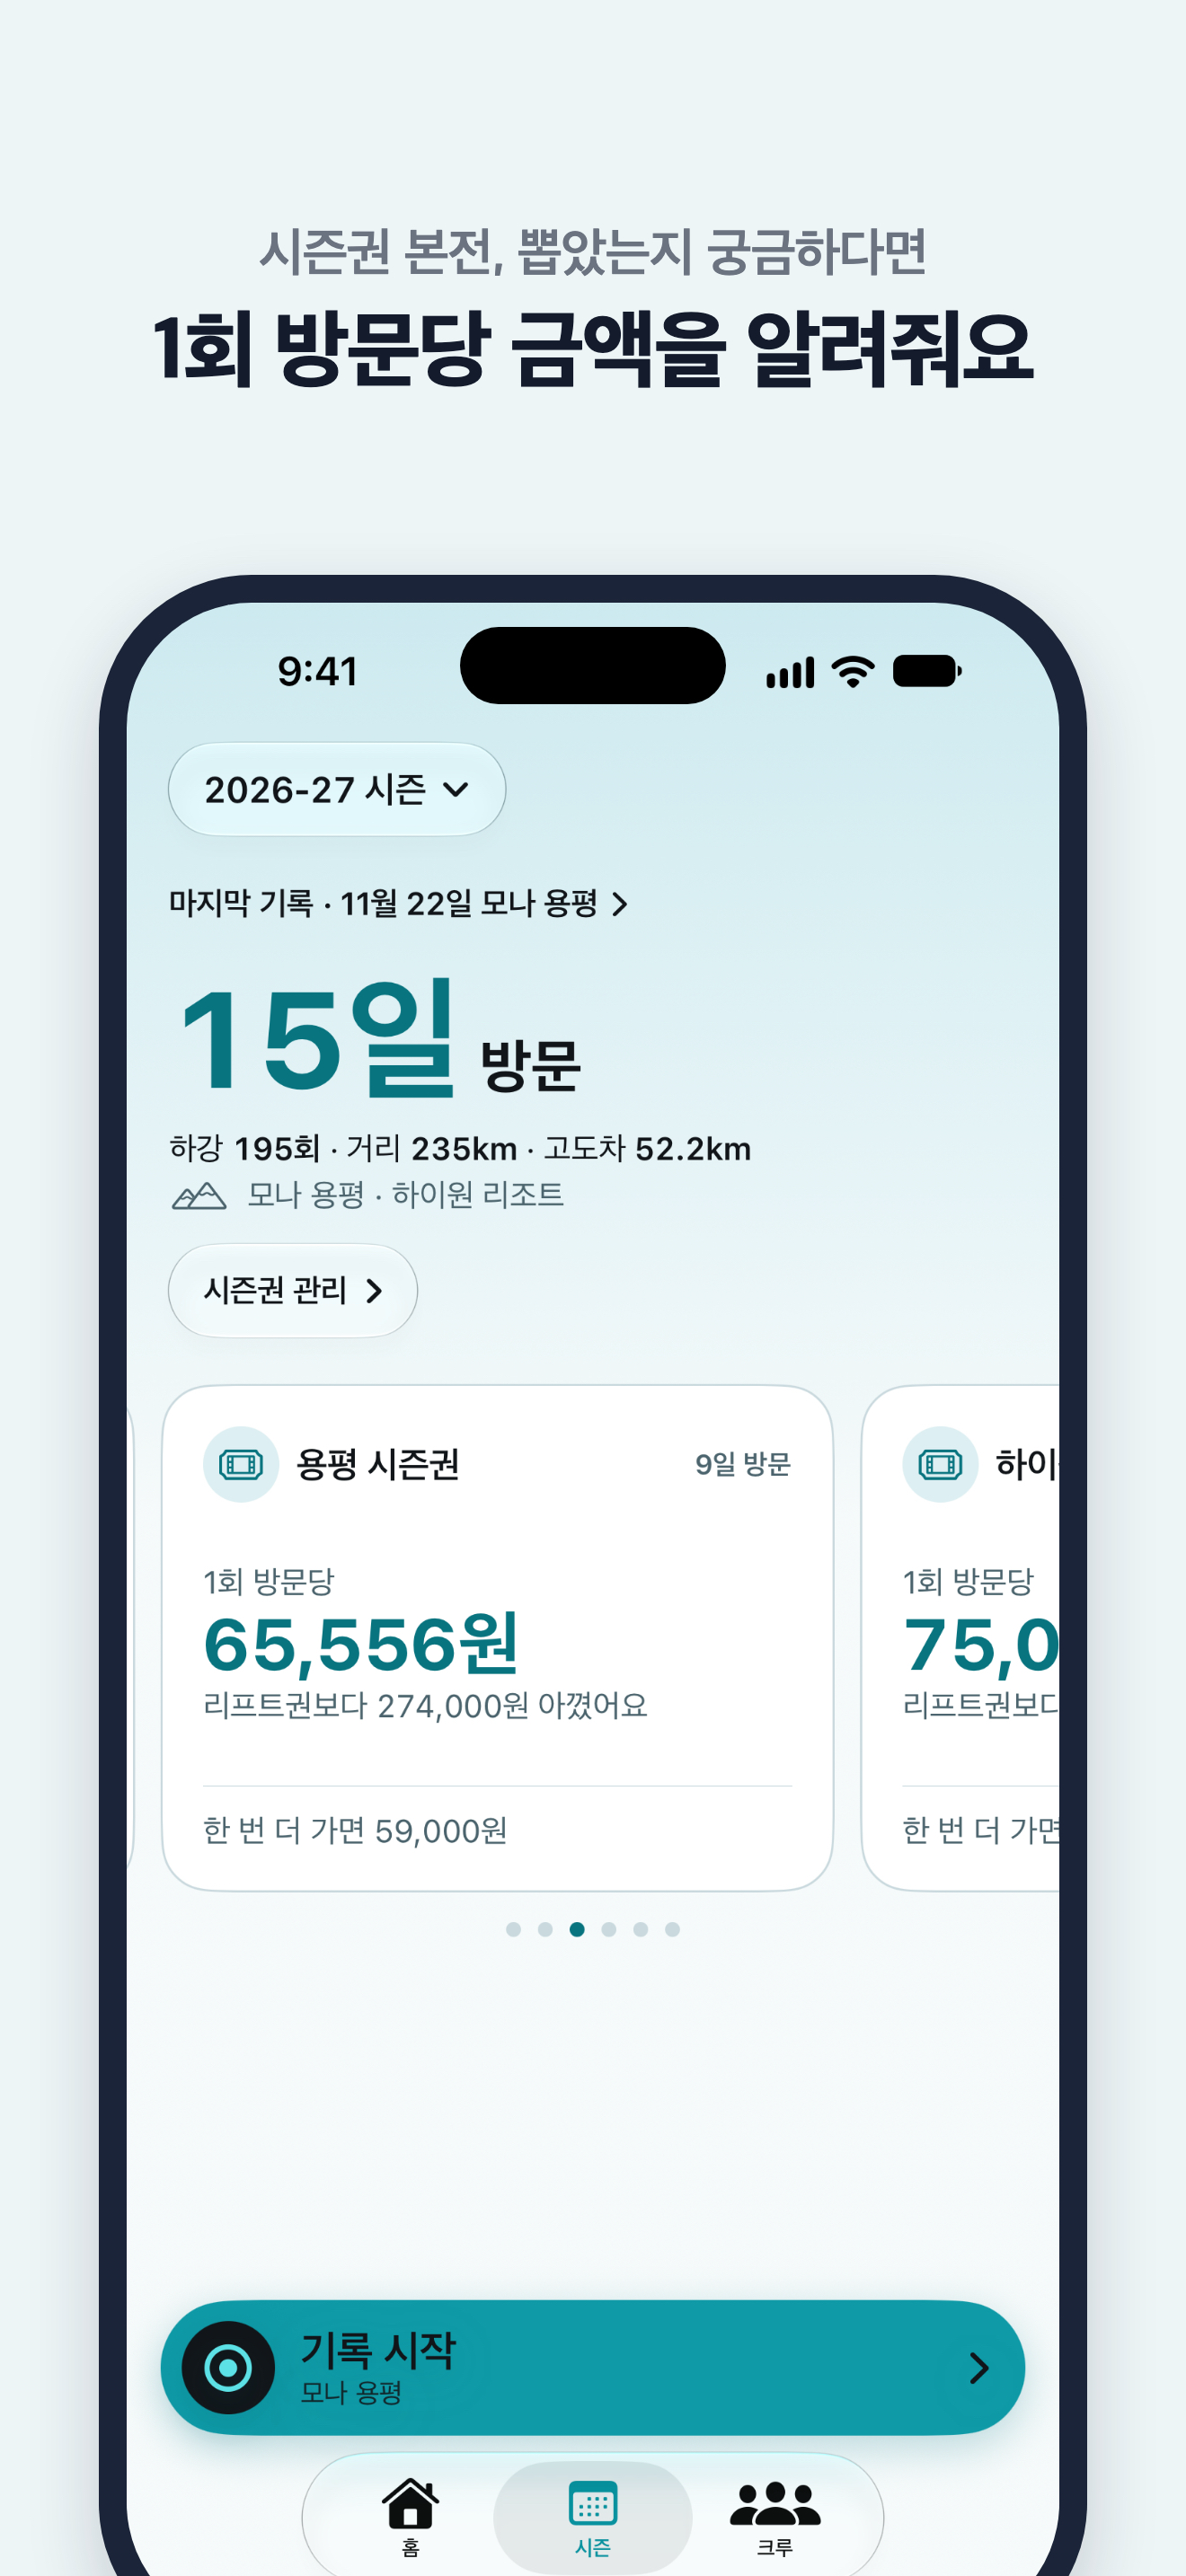 시즌권 본전, 뽑았는지 궁금하다면
1회 방문당 금액을 알려줘요
9:41
2026-27 시즌
마지막 기록 · 11월 22일 모나 용평
15일 방문
하강 195회 · 거리 235km · 고도차 52.2km
모나 용평 · 하이원 리조트
시즌권 관리
용평 시즌권
9일 방문
1회 방문당
65,556원
리프트권보다 274,000원 아꼈어요
한 번 더 가면 59,000원
1회 방문당
75,0
리프트권보다
한 번 더 가면
기록 시작
모나 용평
홈
시즌
크루